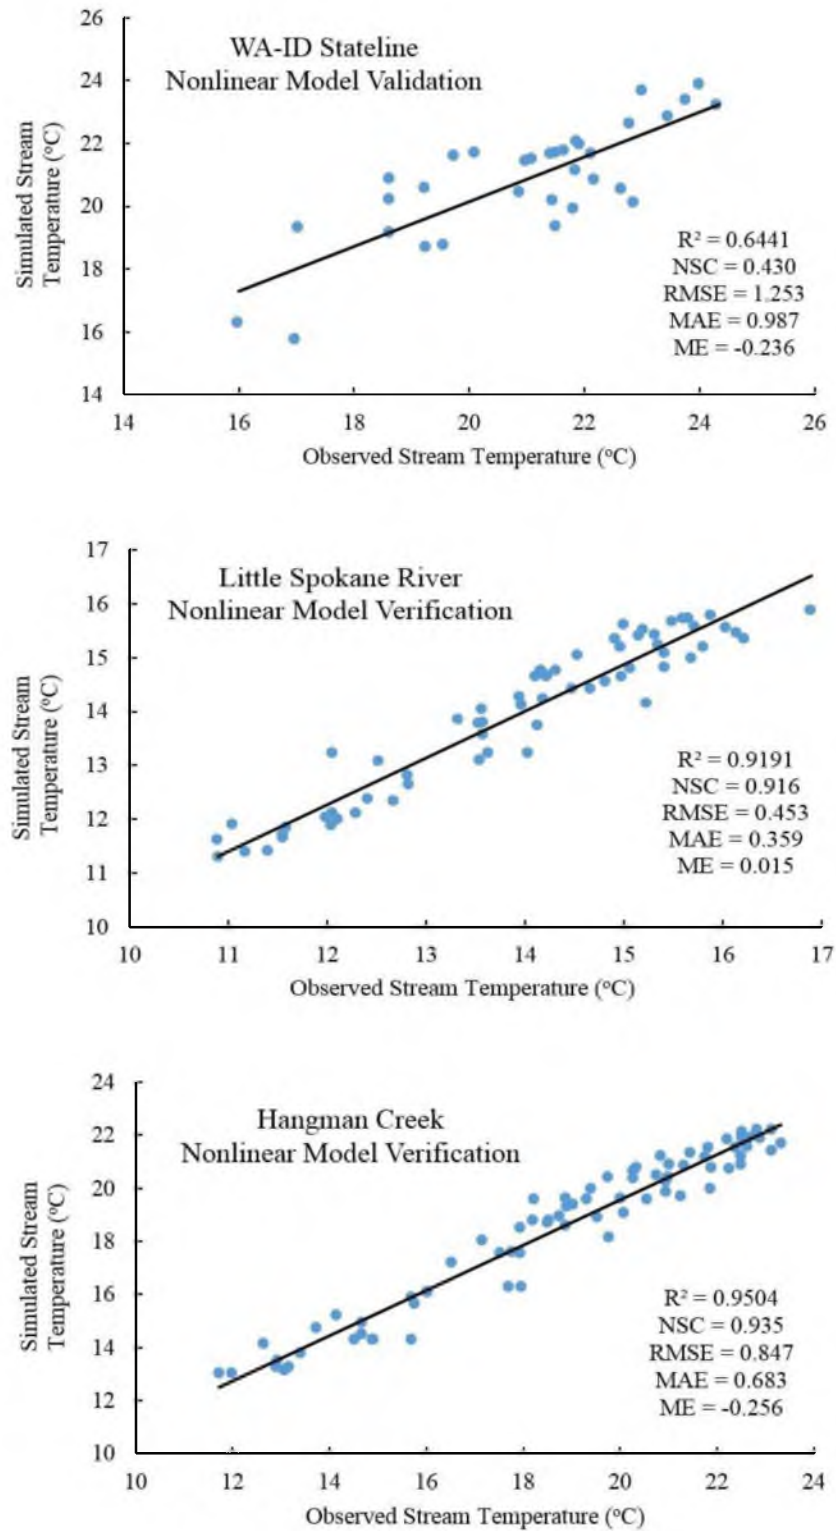 WA-ID Stateline
Nonlinear Model Validation
26
24
22
20
18
16
14
Simulated Stream
Temperature (ºC)
R² = 0.6441
NSC = 0.430
RMSE = 1.253
MAE = 0.987
ME = -0.236
14 16 18 20 22 24 26
Observed Stream Temperature (ºC)
Little Spokane River
Nonlinear Model Verification
17
16
15
14
13
12
11
10
Simulated Stream
Temperature (ºC)
R² = 0.9191
NSC = 0.916
RMSE = 0.453
MAE = 0.359
ME = 0.015
10 11 12 13 14 15 16 17
Observed Stream Temperature (ºC)
Hangman Creek
Nonlinear Model Verification
24
22
20
18
16
14
12
10
Simulated Stream
Temperature (ºC)
R² = 0.9504
NSC = 0.935
RMSE = 0.847
MAE = 0.683
ME = -0.256
10 12 14 16 18 20 22 24
Observed Stream Temperature (ºC)